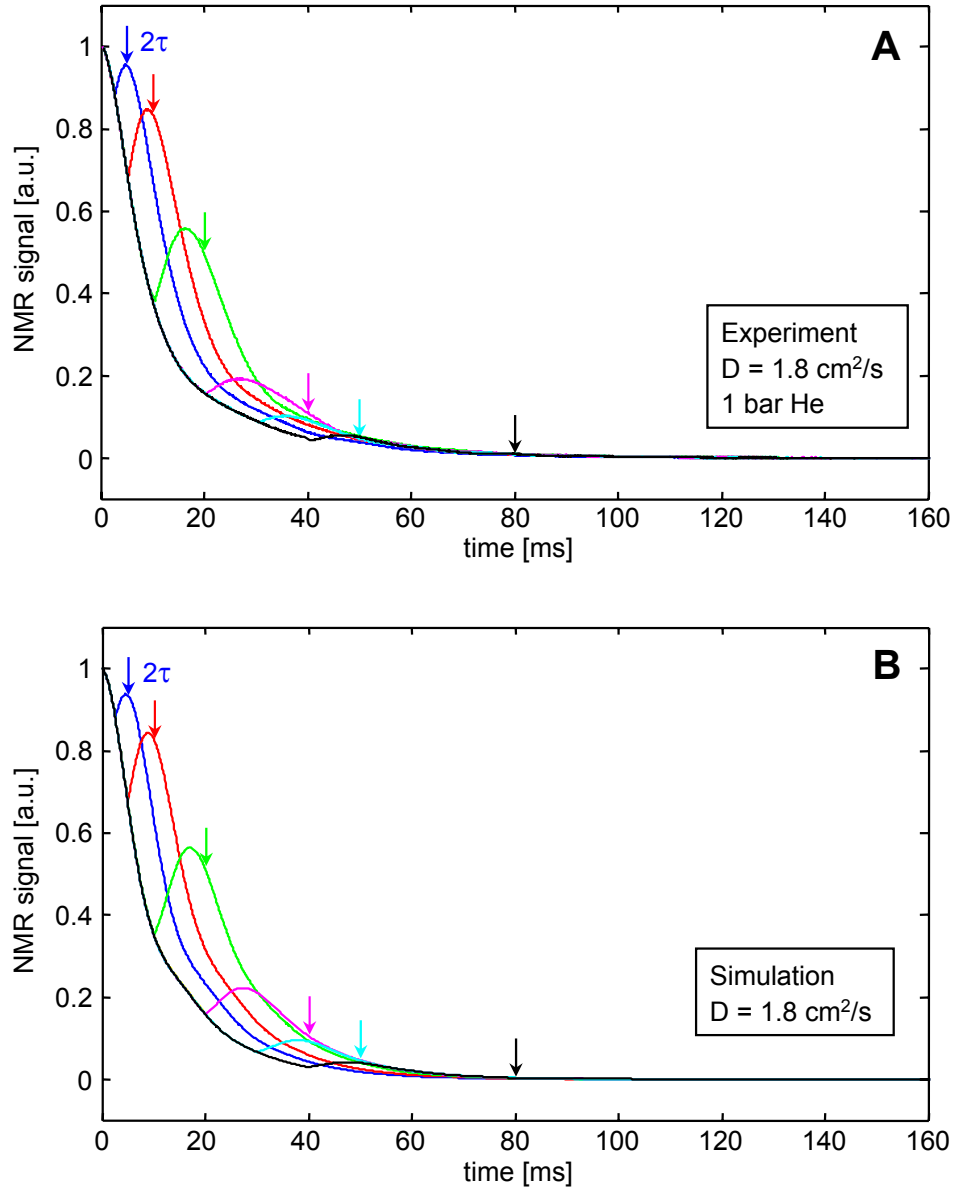 A
2τ
1
0.8
0.6
0.4
0.2
0
NMR signal [a.u.]
Experiment
D = 1.8 cm²/s
1 bar He
0 20 40 60 80 100 120 140 160
time [ms]
B
2τ
1
0.8
0.6
0.4
0.2
0
NMR signal [a.u.]
Simulation
D = 1.8 cm²/s
0 20 40 60 80 100 120 140 160
time [ms]